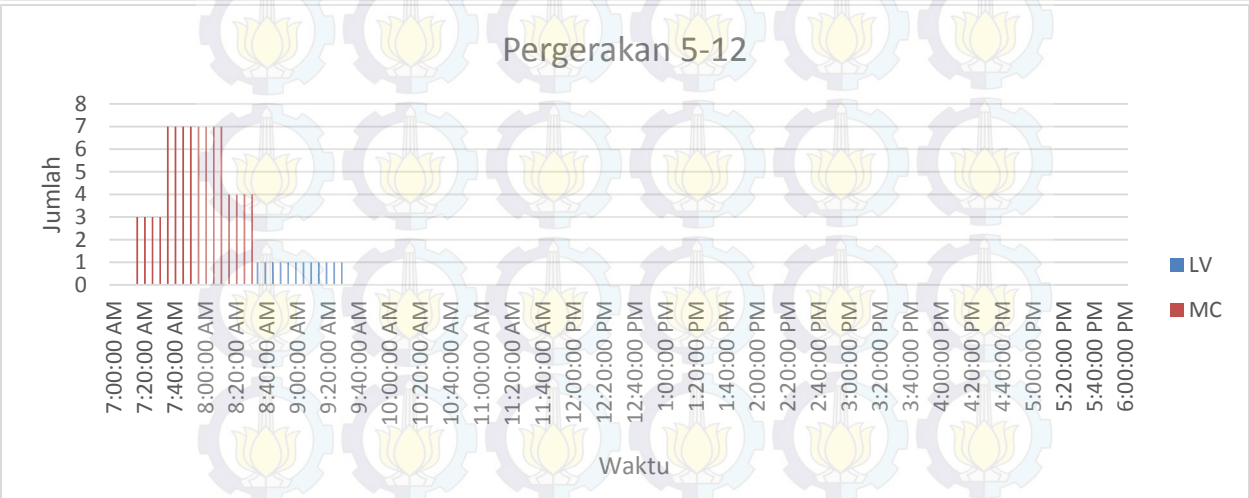 Pergerakan 5-12
Jumlah
8
7
6
5
4
3
2
1
0
7:00:00 AM
7:20:00 AM
7:40:00 AM
8:00:00 AM
8:20:00 AM
8:40:00 AM
9:00:00 AM
9:20:00 AM
9:40:00 AM
10:00:00 AM
10:20:00 AM
10:40:00 AM
11:00:00 AM
11:20:00 AM
11:40:00 AM
12:00:00 PM
12:20:00 PM
12:40:00 PM
1:00:00 PM
1:20:00 PM
1:40:00 PM
2:00:00 PM
2:20:00 PM
2:40:00 PM
3:00:00 PM
3:20:00 PM
3:40:00 PM
4:00:00 PM
4:20:00 PM
4:40:00 PM
5:00:00 PM
5:20:00 PM
5:40:00 PM
6:00:00 PM
Waktu
LV
MC